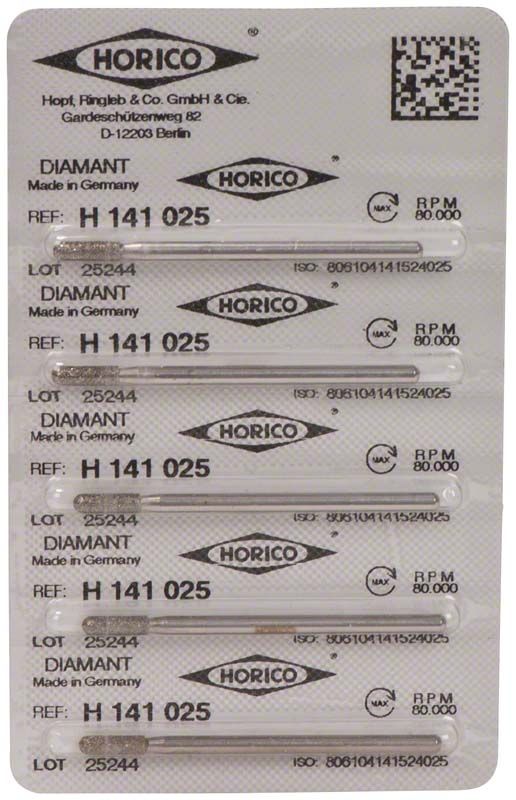 HORICO ®
Hopf, Ringleb & Co. GmbH & Cie.
Gardeschützenweg 82
D-12203 Berlin
DIAMANT HORICO ®
Made in Germany
REF: H 141 025 MAX RPM 80.000
LOT 25244 ISO: 806104141524025
DIAMANT HORICO ®
Made in Germany
REF: H 141 025 MAX RPM 80.000
LOT 25244 ISO: 806104141524025
DIAMANT HORICO ®
Made in Germany
REF: H 141 025 MAX RPM 80.000
LOT 25244 ISO: 806104141524025
DIAMANT HORICO ®
Made in Germany
REF: H 141 025 MAX RPM 80.000
LOT 25244 ISO: 806104141524025
DIAMANT HORICO ®
Made in Germany
REF: H 141 025 MAX RPM 80.000
LOT 25244 ISO: 806104141524025